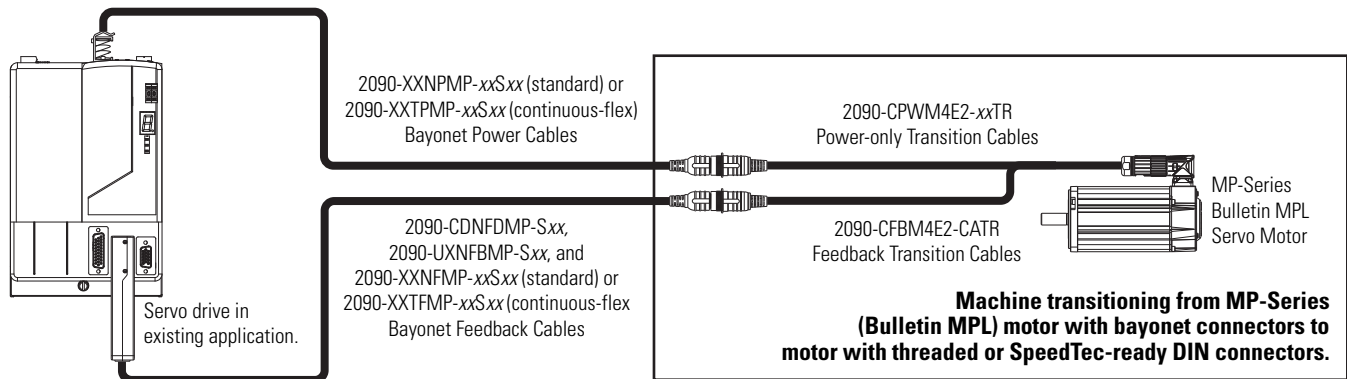 2090-XXNPMP-xxSxx (standard) or
2090-XXTPMP-xxSxx (continuous-flex)
Bayonet Power Cables
2090-CPWM4E2-xxTR
Power-only Transition Cables
MP-Series
Bulletin MPL
Servo Motor
2090-CDNFDMP-Sxx,
2090-UXNFBMP-Sxx, and
2090-XXNFMP-xxSxx (standard) or
2090-XXTFMP-xxSxx (continuous-flex
Bayonet Feedback Cables
2090-CFBM4E2-CATR
Feedback Transition Cables
Servo drive in
existing application.
Machine transitioning from MP-Series
(Bulletin MPL) motor with bayonet connectors to
motor with threaded or SpeedTec-ready DIN connectors.